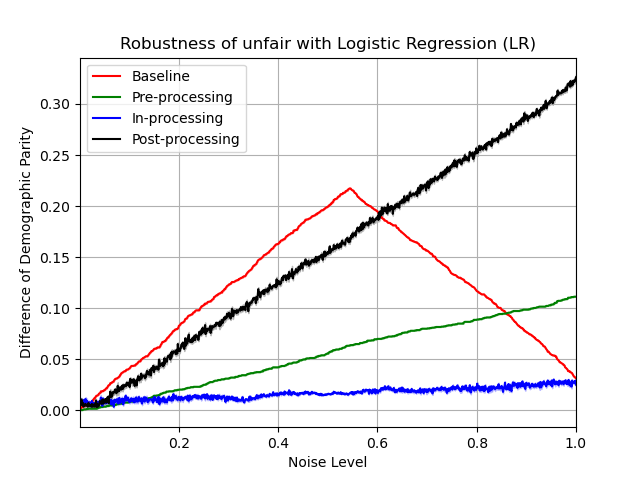 Robustness of unfair with Logistic Regression (LR)
Baseline
Pre-processing
In-processing
Post-processing
Difference of Demographic Parity
0.30
0.25
0.20
0.15
0.10
0.05
0.00
0.2 0.4 0.6 0.8 1.0
Noise Level